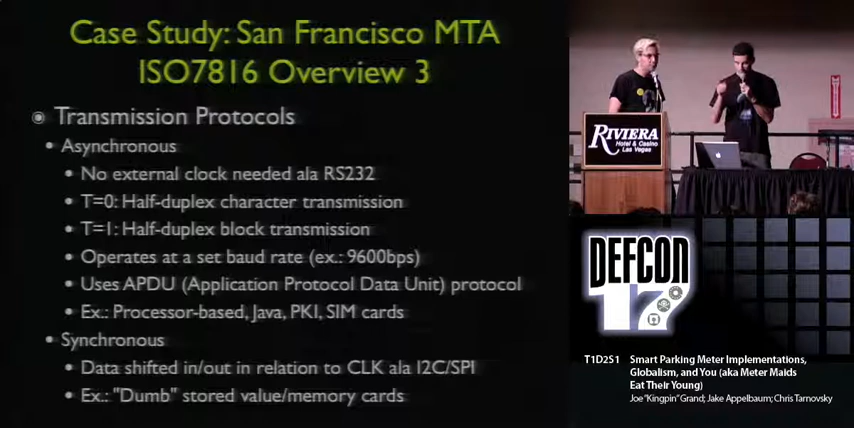 Case Study: San Francisco MTA
ISO7816 Overview 3
Transmission Protocols
Asynchronous
No external clock needed ala RS232
T=0: Half-duplex character transmission
T=1: Half-duplex block transmission
Operates at a set baud rate (ex.: 9600bps)
Uses APDU (Application Protocol Data Unit) protocol
Ex.: Processor-based, Java, PKI, SIM cards
Synchronous
Data shifted in/out in relation to CLK ala I2C/SPI
Ex.: "Dumb" stored value/memory cards
RIVIERA
Hotel & Casino
Las Vegas
DEFCON
17
T1D2S1
Smart Parking Meter Implementations,
Globalism, and You (aka Meter Maids
Eat Their Young)
Joe "Kingpin" Grand; Jake Appelbaum; Chris Tarnovsky